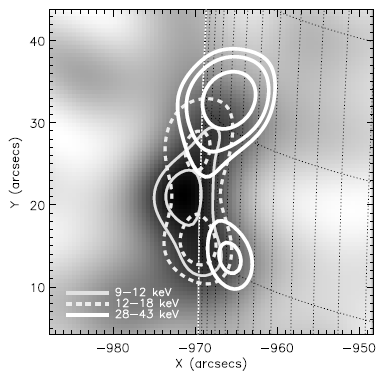 40
30
20
10
Y (arcsecs)
9–12 keV
12–18 keV
28–43 keV
−980 −970 −960 −950
X (arcsecs)